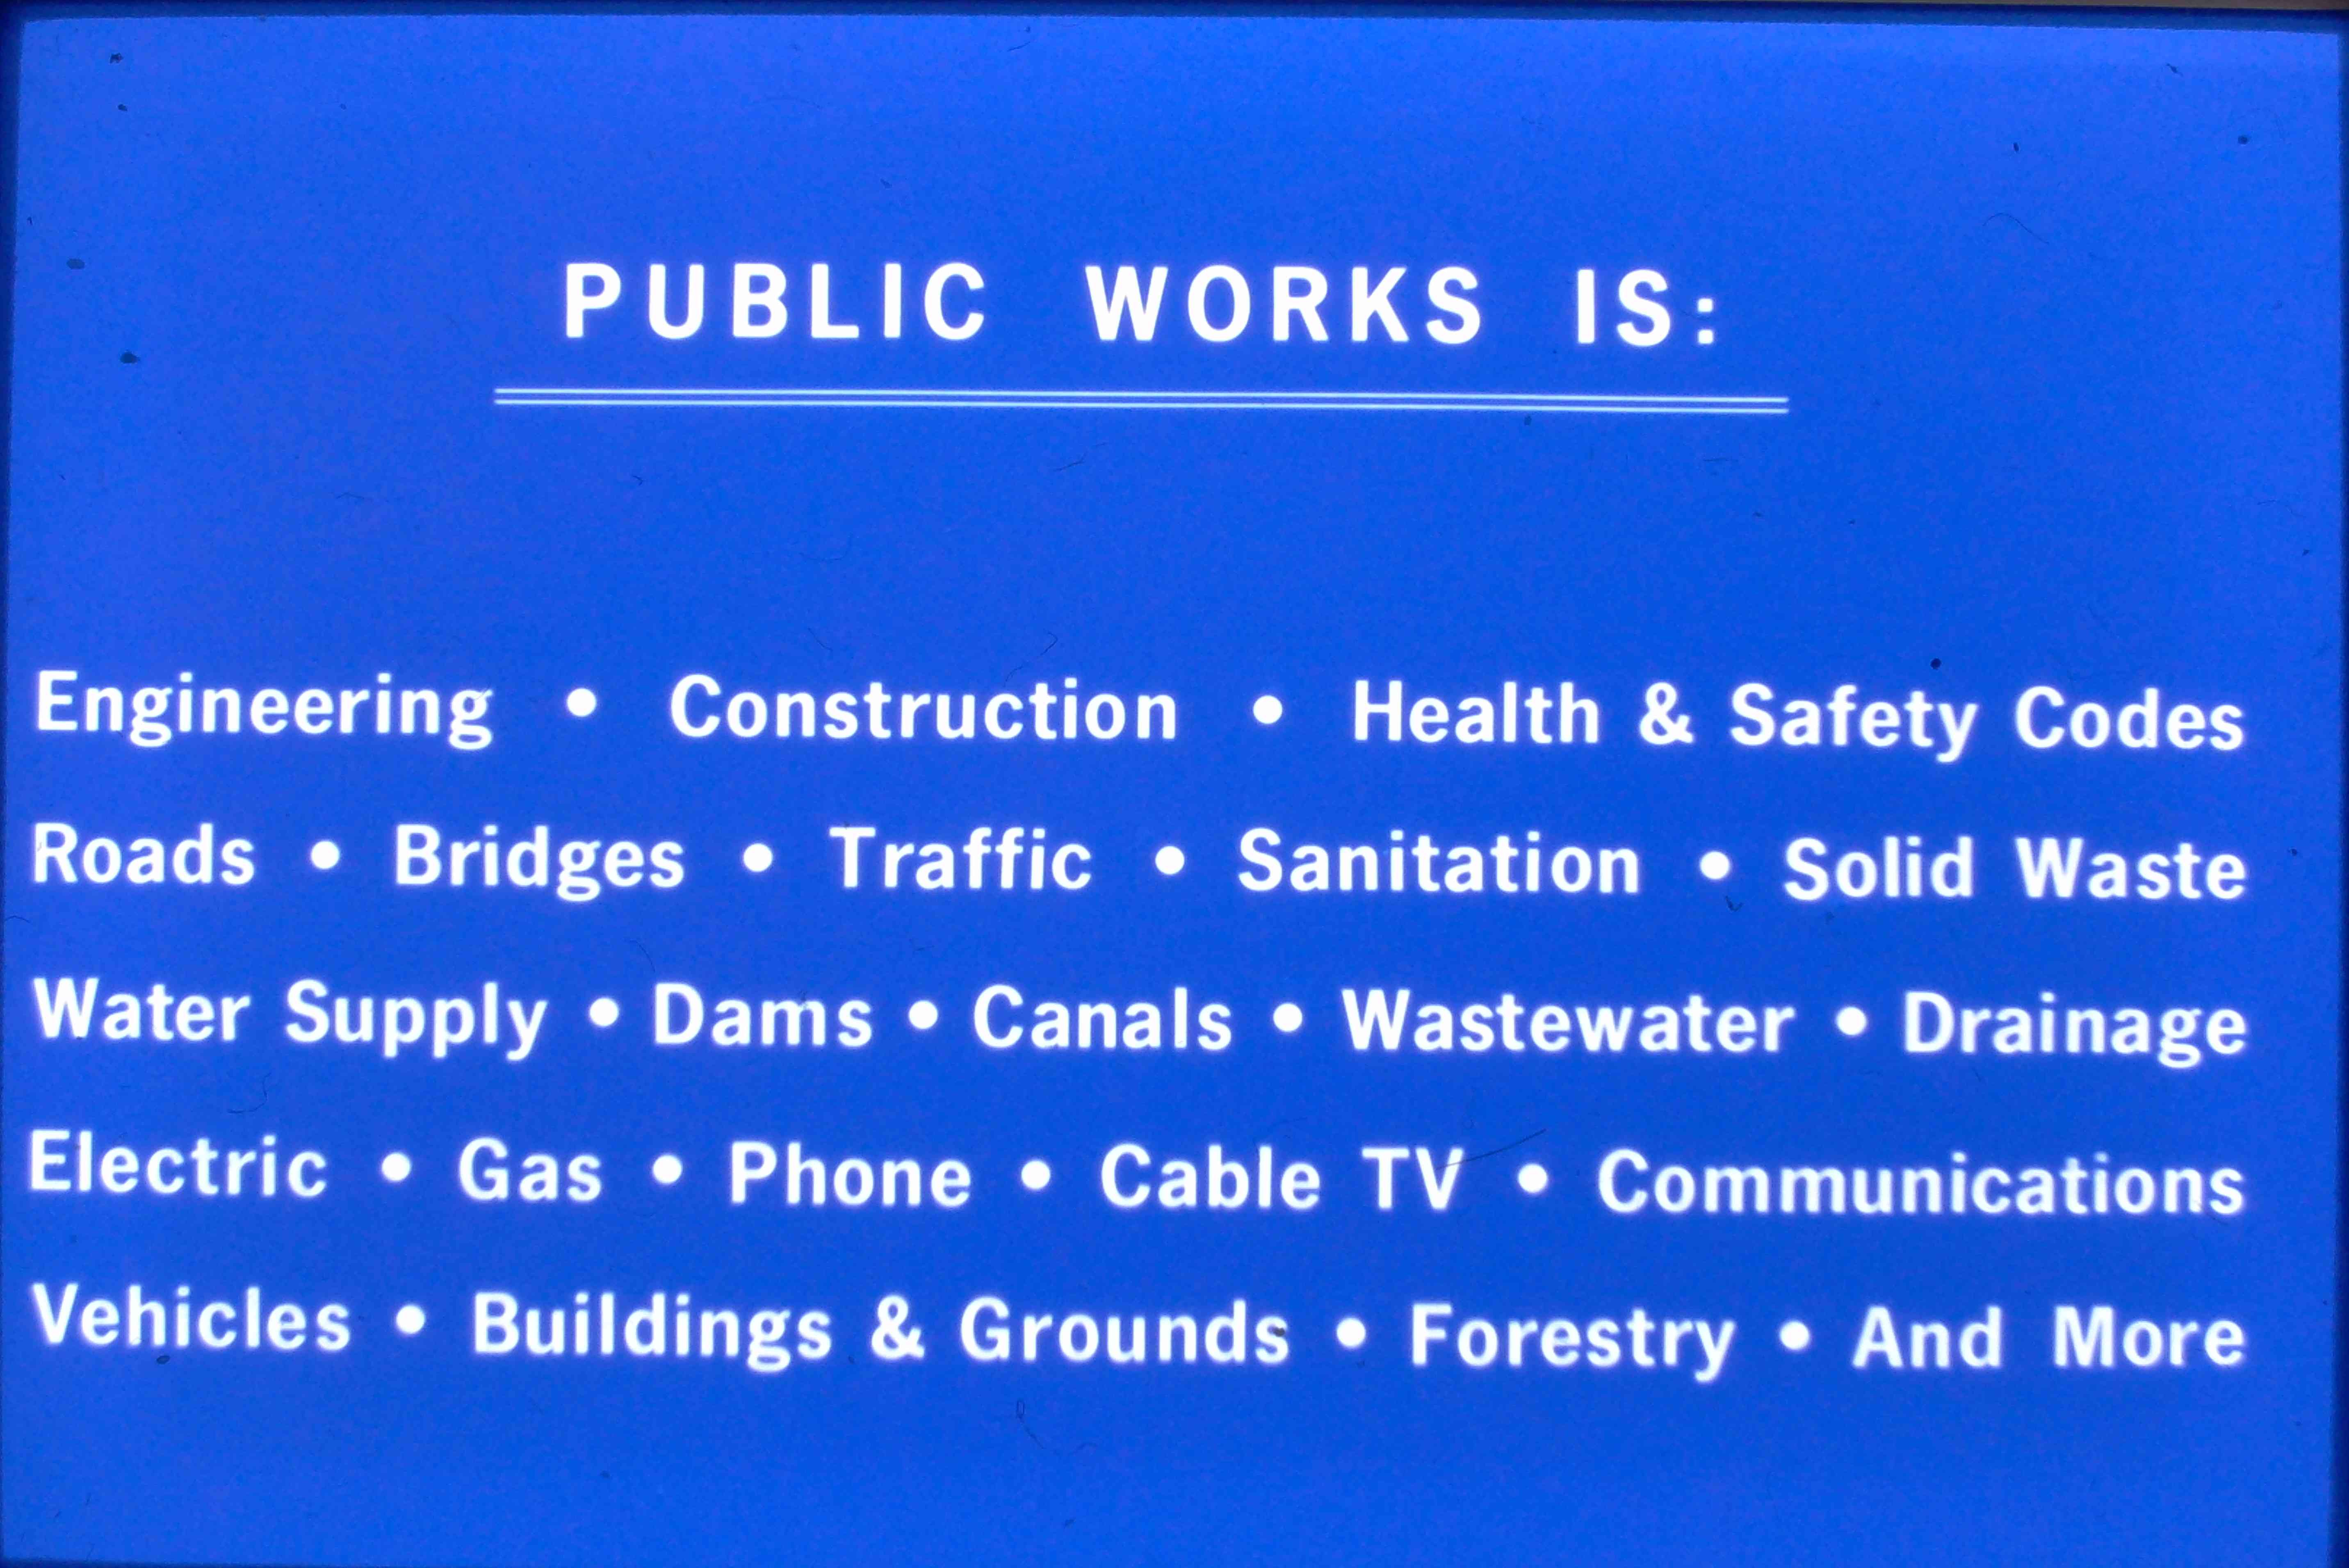 PUBLIC WORKS IS:
Engineering • Construction • Health & Safety Codes
Roads • Bridges • Traffic • Sanitation • Solid Waste
Water Supply • Dams • Canals • Wastewater • Drainage
Electric • Gas • Phone • Cable TV • Communications
Vehicles • Buildings & Grounds • Forestry • And More